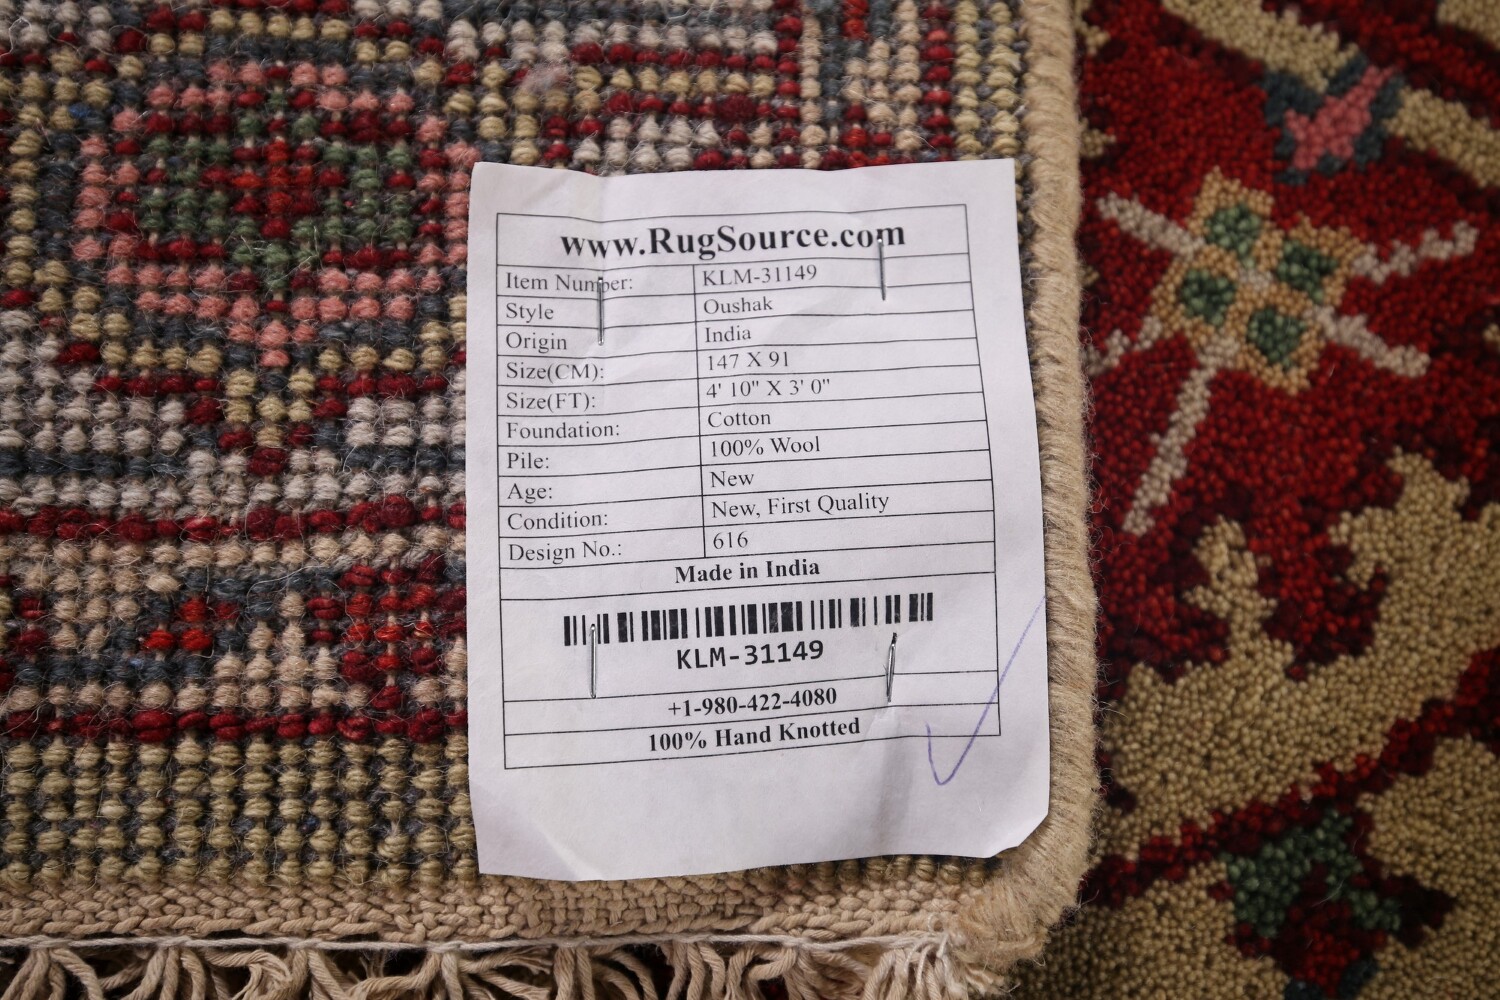 www.RugSource.com
Item Number: KLM-31149
Style Oushak
Origin India
Size(CM): 147 X 91
Size(FT): 4' 10" X 3' 0"
Foundation: Cotton
Pile: 100% Wool
Age: New
Condition: New, First Quality
Design No.: 616
Made in India
KLM-31149
+1-980-422-4080
100% Hand Knotted